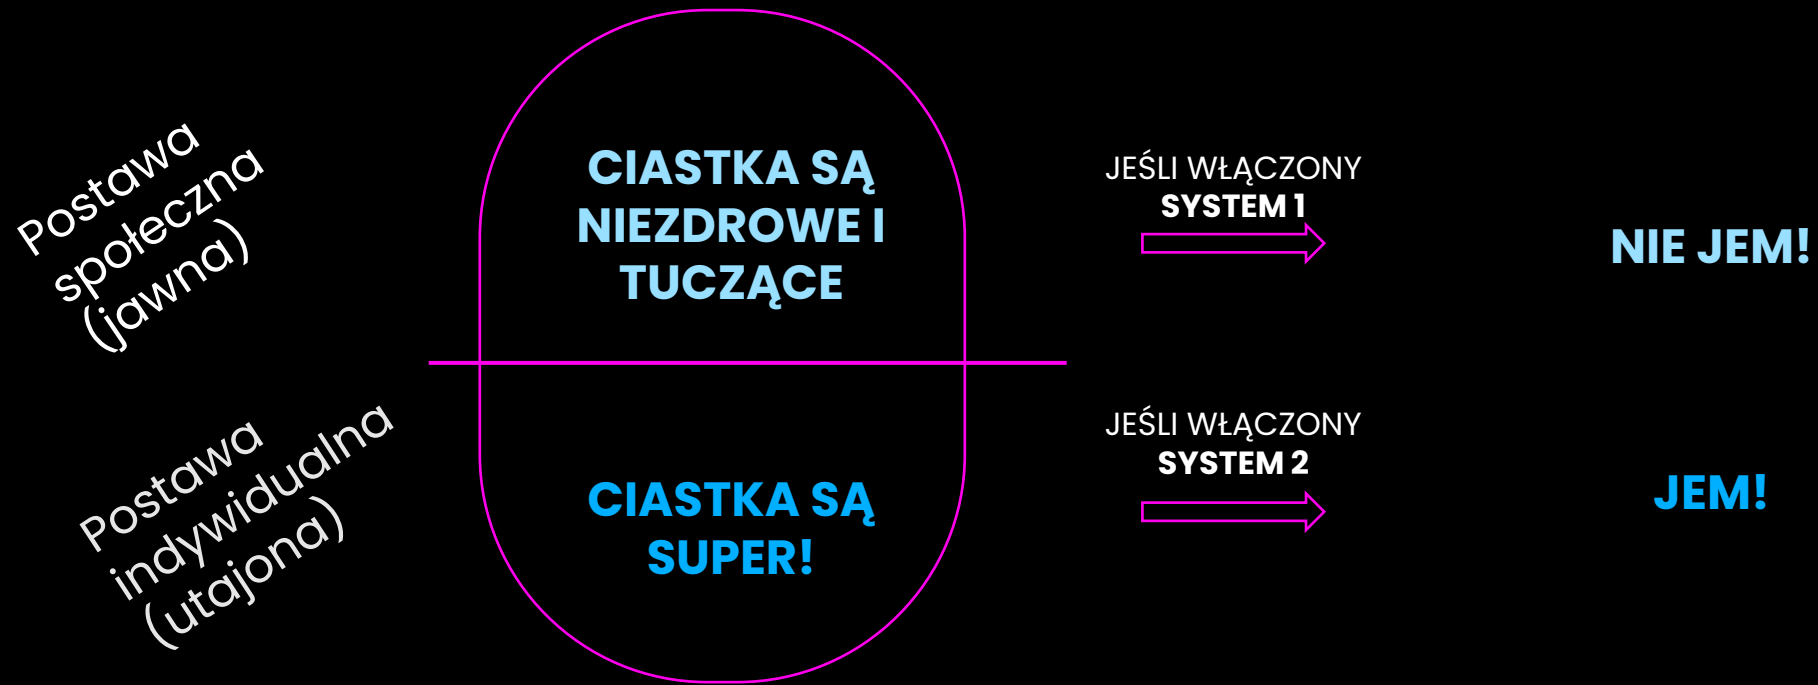 Postawa
społeczna
(jawna)
CIASTKA SĄ
NIEZDROWE I
TUCZĄCE
JEŚLI WŁĄCZONY
SYSTEM 1
NIE JEM!
Postawa
indywidualna
(utajona)
CIASTKA SĄ
SUPER!
JEŚLI WŁĄCZONY
SYSTEM 2
JEM!